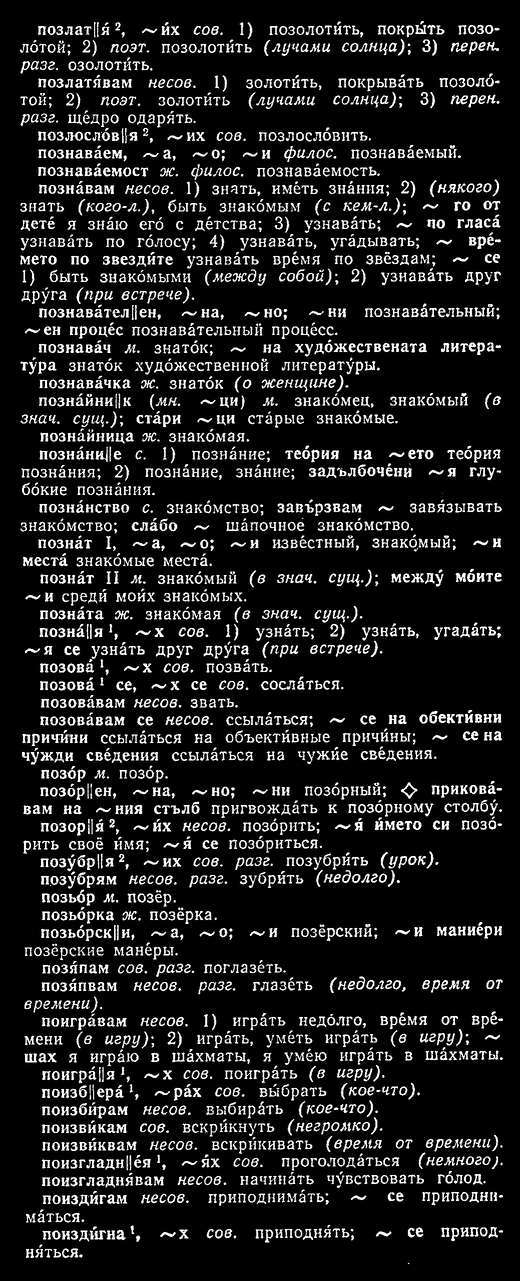 позлат||я́ ², ~и́х сов. 1) позолоти́ть, покры́ть позо-
ло́той; 2) поэт. позолоти́ть (лучами солнца); 3) перен.
разг. озолоти́ть.
позлатя́вам несов. 1) золоти́ть, покрыва́ть позоло́-
той; 2) поэт. золоти́ть (лучами солнца); 3) перен.
разг. ще́дро одаря́ть.
позлосло́в||я ², ~их сов. позлосло́вить.
познава́ем, ~а, ~о; ~и филос. познава́емый.
познава́емост ж. филос. познава́емость.
позна́вам несов. 1) знать, име́ть зна́ния; 2) (някого)
знать (кого-л.), быть знако́мым (с кем-л.); ~ го от
дете́ я зна́ю его́ с де́тства; 3) узнава́ть; ~ по гласа́
узнава́ть по го́лосу; 4) узнава́ть, уга́дывать; ~ вре́-
мето по звезди́те узнава́ть вре́мя по звёздам; ~ се
1) быть знако́мыми (между собой); 2) узнава́ть друг
дру́га (при встрече).
познава́тел||ен, ~на, ~но; ~ни познава́тельный;
~ен проце́с познава́тельный проце́сс.
познава́ч м. знато́к; ~ на худо́жествената литера-
ту́ра знато́к худо́жественной литерату́ры.
познава́чка ж. знато́к (о женщине).
позна́йни||к (мн. ~ци) м. знако́мец, знако́мый (в
знач. сущ.); ста́ри ~ци ста́рые знако́мые.
позна́йница ж. знако́мая.
позна́ни||е с. 1) позна́ние; тео́рия на ~ето тео́рия
позна́ния; 2) позна́ние, зна́ние; задълбоче́ни ~я глу-
бо́кие позна́ния.
позна́нство с. знако́мство; завъ́рзвам ~ завя́зывать
знако́мство; сла́бо ~ ша́почное знако́мство.
позна́т I, ~а, ~о; ~и изве́стный, знако́мый; ~и
места́ знако́мые места́.
позна́т II м. знако́мый (в знач. сущ.); между́ мо́ите
~и среди́ мои́х знако́мых.
позна́та ж. знако́мая (в знач. сущ.).
позна́||я ¹, ~х сов. 1) узна́ть; 2) узна́ть, угада́ть;
~я се узна́ть друг дру́га (при встрече).
позова́ ¹, ~х сов. позва́ть.
позова́ ¹ се, ~х се сов. сосла́ться.
позова́вам несов. звать.
позова́вам се несов. ссыла́ться; ~ се на обекти́вни
причи́ни ссыла́ться на объекти́вные причи́ны; ~ се на
чу́жди све́дения ссыла́ться на чужи́е све́дения.
позо́р м. позо́р.
позо́р||ен, ~на, ~но; ~ни позо́рный; ◇ прикова́-
вам на ~ния стълб пригвожда́ть к позо́рному столбу́.
позор||я́ ², ~и́х несов. позо́рить; ~я́ и́мето си позо́-
рить своё и́мя; ~я́ се позо́риться.
позу́бр||я ², ~их сов. разг. позубри́ть (урок).
позу́брям несов. разг. зубри́ть (недолго).
позьо́р м. позёр.
позьо́рка ж. позёрка.
позьо́рск||и, ~а, ~о; ~и позёрский; ~и мание́ри
позёрские мане́ры.
позя́пам сов. разг. поглазе́ть.
позя́пвам несов. разг. глазе́ть (недолго, время от
времени).
поигра́вам несов. 1) игра́ть недо́лго, вре́мя от вре́-
мени (в игру); 2) игра́ть, уме́ть игра́ть (в игру); ~
шах я игра́ю в ша́хматы, я уме́ю игра́ть в ша́хматы.
поигра́||я ¹, ~х сов. поигра́ть (в игру).
поизб||ера́ ¹, ~ра́х сов. вы́брать (кое-что).
поизби́рам несов. выбира́ть (кое-что).
поизви́кам сов. вскри́кнуть (негромко).
поизви́квам несов. вскри́кивать (время от времени).
поизгладн||е́я ¹, ~я́х сов. проголода́ться (немного).
поизгладня́вам несов. начина́ть чу́вствовать го́лод.
поизди́гам несов. приподнима́ть; ~ се приподни-
ма́ться.
поизди́гна ¹, ~х сов. приподня́ть; ~ се припод-
ня́ться.